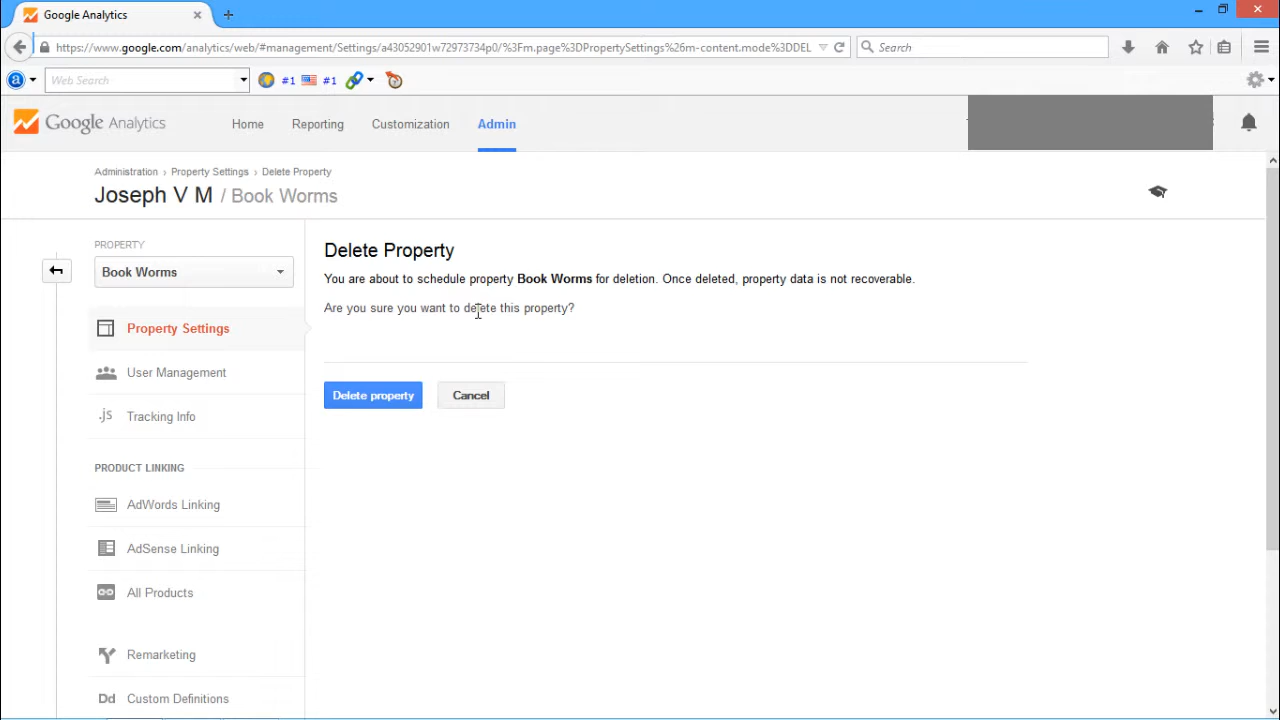 Google Analytics
https://www.google.com/analytics/web/#management/Settings/a43052901w72973734p0/%3Fm.page%3DPropertySettings%26m-content.mode%3DDEL
Search
Web Search
#1
#1
Google Analytics
Home
Reporting
Customization
Admin
Administration › Property Settings › Delete Property
Joseph V M / Book Worms
PROPERTY
Book Worms
Property Settings
User Management
.js Tracking Info
PRODUCT LINKING
AdWords Linking
AdSense Linking
All Products
Remarketing
Dd Custom Definitions
Delete Property
You are about to schedule property Book Worms for deletion. Once deleted, property data is not recoverable.
Are you sure you want to delete this property?
Delete property
Cancel